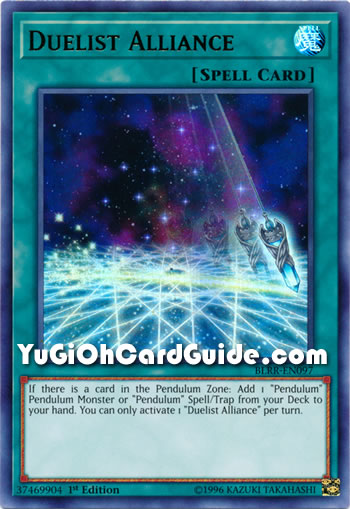 DUELIST ALLIANCE
SPELL
魔
[SPELL CARD]
YuGiOhCardGuide.com
BLRR-EN097
If there is a card in the Pendulum Zone: Add 1 "Pendulum"
Pendulum Monster or "Pendulum" Spell/Trap from your Deck to
your hand. You can only activate 1 "Duelist Alliance" per turn.
37469904 1st Edition
©1996 KAZUKI TAKAHASHI